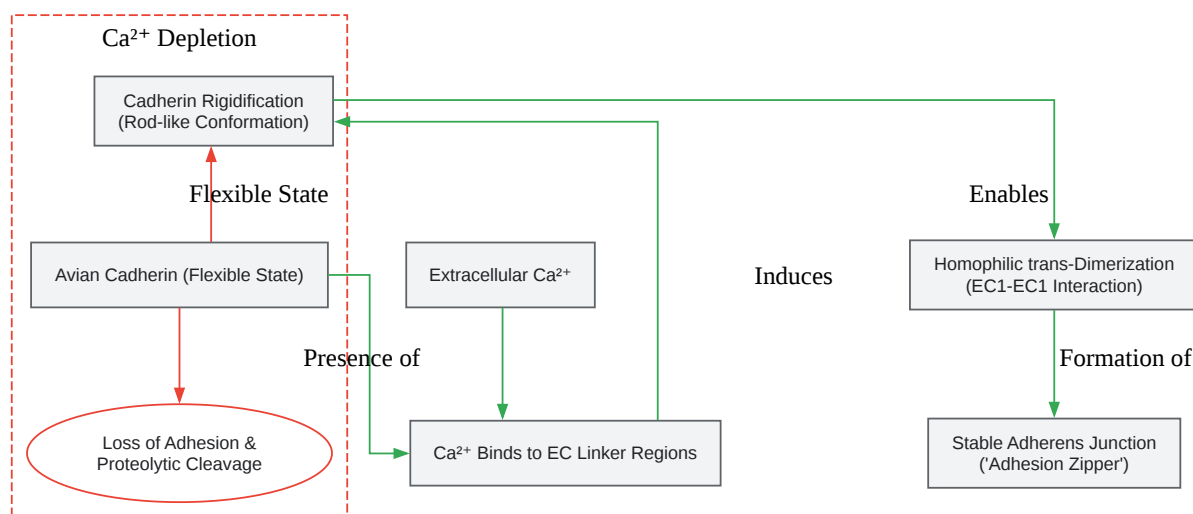 Ca²⁺ Depletion
Cadherin Rigidification
(Rod-like Conformation)
Flexible State
Enables
Avian Cadherin (Flexible State)
Extracellular Ca²⁺
Induces
Homophilic trans-Dimerization
(EC1-EC1 Interaction)
Presence of
Formation of
Loss of Adhesion &
Proteolytic Cleavage
Ca²⁺ Binds to EC Linker Regions
Stable Adherens Junction
('Adhesion Zipper')